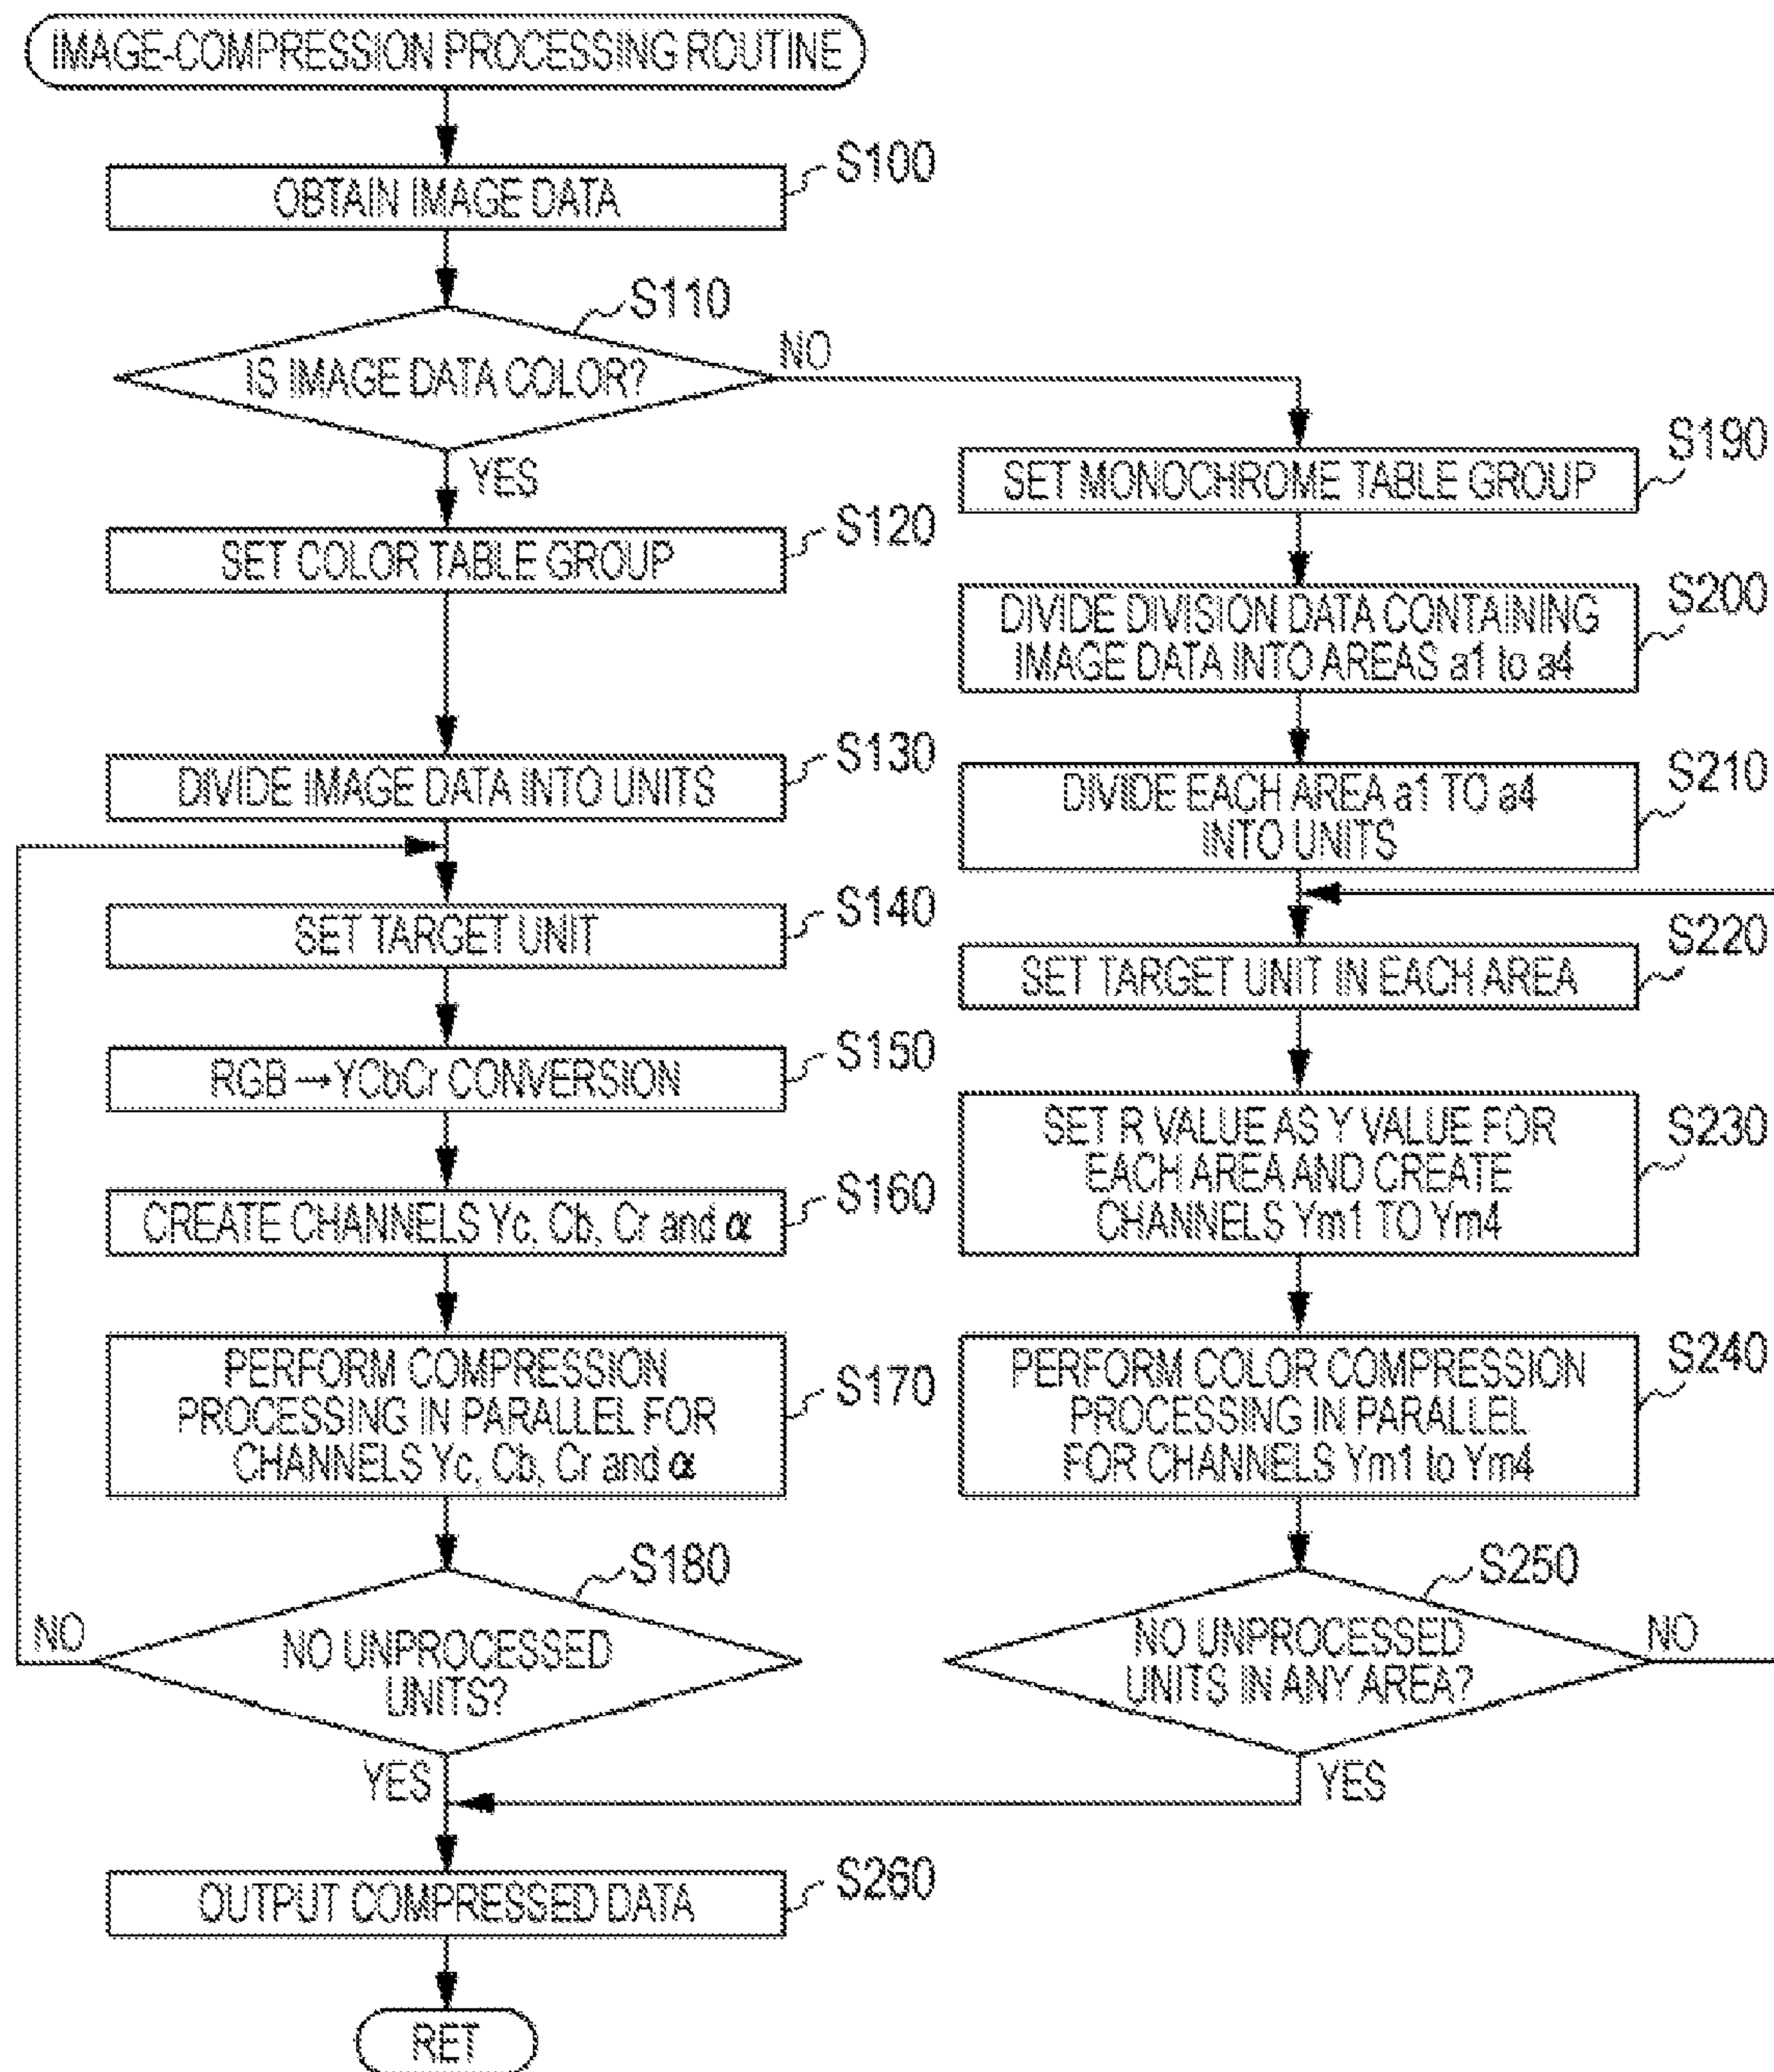 IMAGE-COMPRESSION PROCESSING ROUTINE
S100
OBTAIN IMAGE DATA
S110
IS IMAGE DATA COLOR?
NO
YES
S120
SET COLOR TABLE GROUP
S130
DIVIDE IMAGE DATA INTO UNITS
S140
SET TARGET UNIT
S150
RGB→YCbCr CONVERSION
S160
CREATE CHANNELS Yc, Cb, Cr and α
S170
PERFORM COMPRESSION
PROCESSING IN PARALLEL FOR
CHANNELS Yc, Cb, Cr and α
S180
NO UNPROCESSED
UNITS?
NO
YES
S190
SET MONOCHROME TABLE GROUP
S200
DIVIDE DIVISION DATA CONTAINING
IMAGE DATA INTO AREAS a1 to a4
S210
DIVIDE EACH AREA a1 TO a4
INTO UNITS
S220
SET TARGET UNIT IN EACH AREA
S230
SET R VALUE AS Y VALUE FOR
EACH AREA AND CREATE
CHANNELS Ym1 TO Ym4
S240
PERFORM COLOR COMPRESSION
PROCESSING IN PARALLEL
FOR CHANNELS Ym1 to Ym4
S250
NO UNPROCESSED
UNITS IN ANY AREA?
NO
YES
S260
OUTPUT COMPRESSED DATA
RET